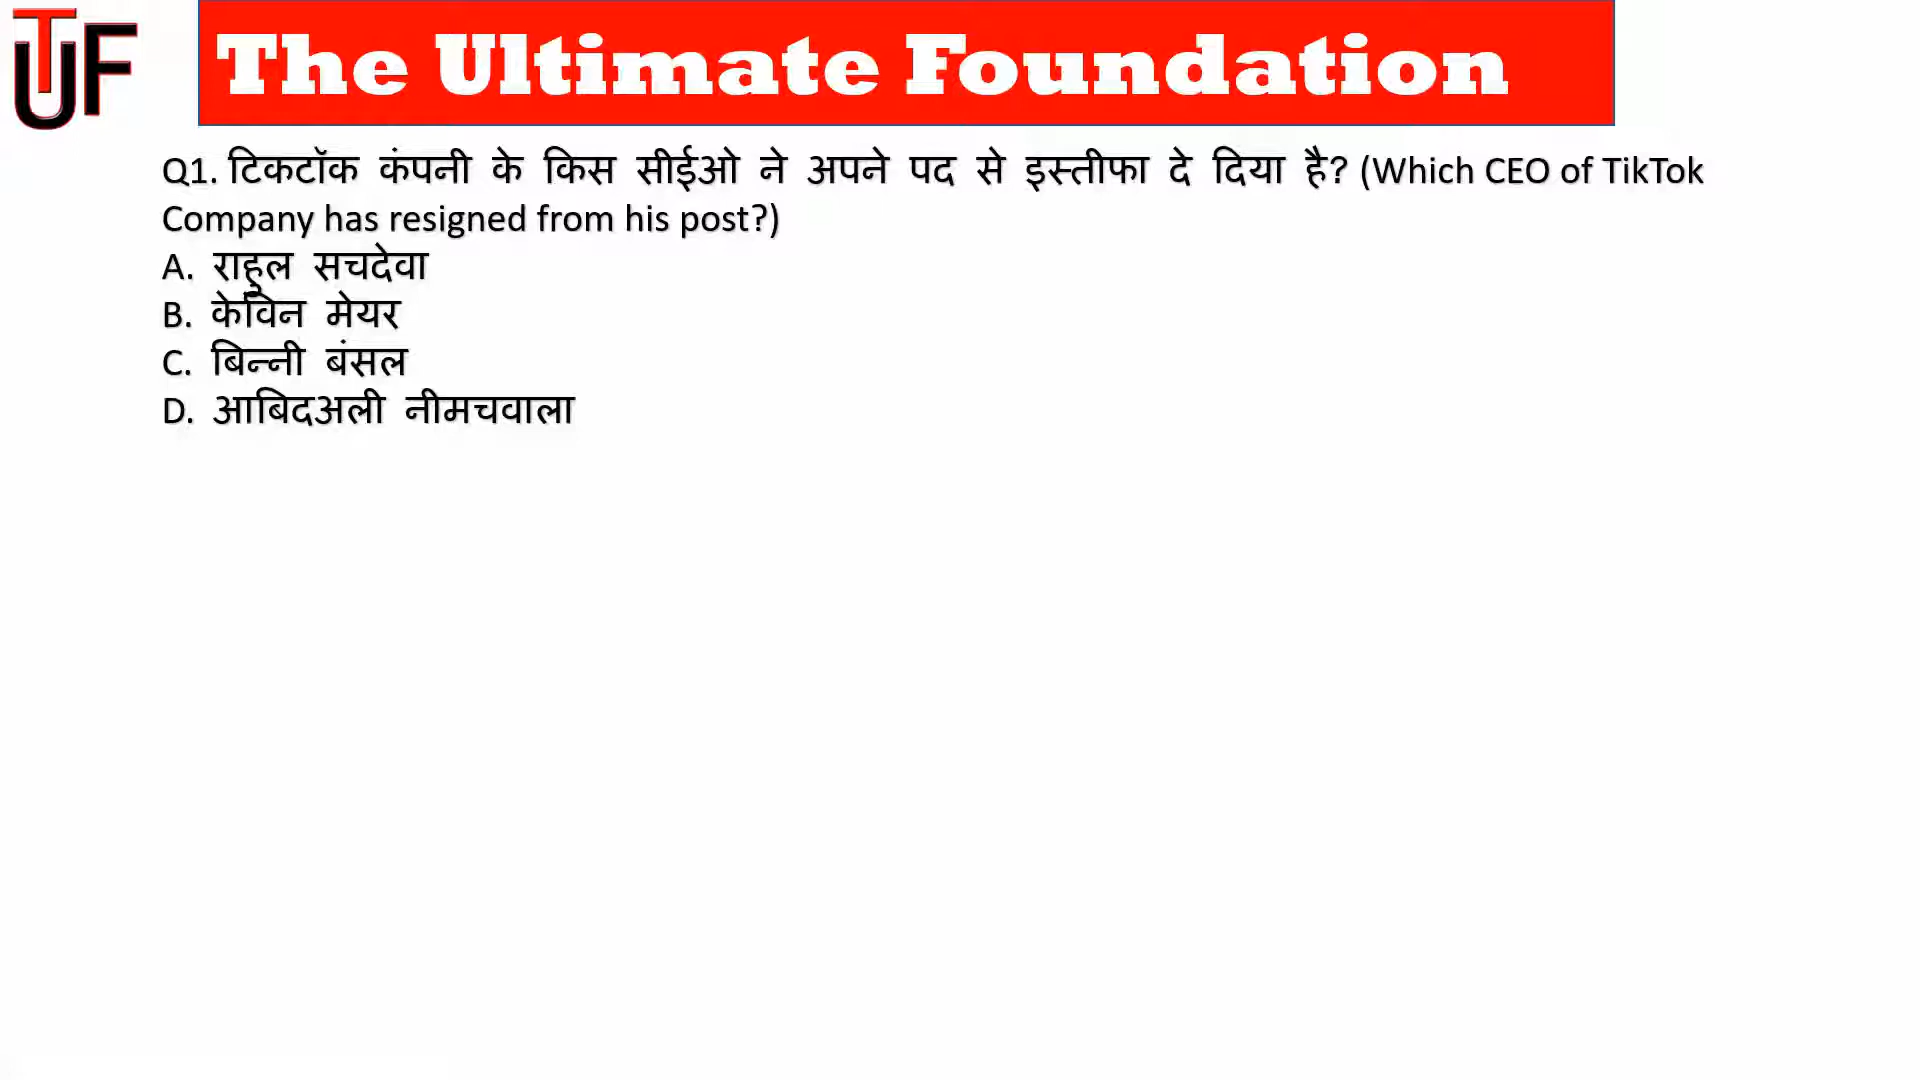 TUF
The Ultimate Foundation
Q1. टिकटॉक कंपनी के किस सीईओ ने अपने पद से इस्तीफा दे दिया है? (Which CEO of TikTok
Company has resigned from his post?)
A. राहुल सचदेवा
B. केविन मेयर
C. बिन्नी बंसल
D. आबिदअली नीमचवाला